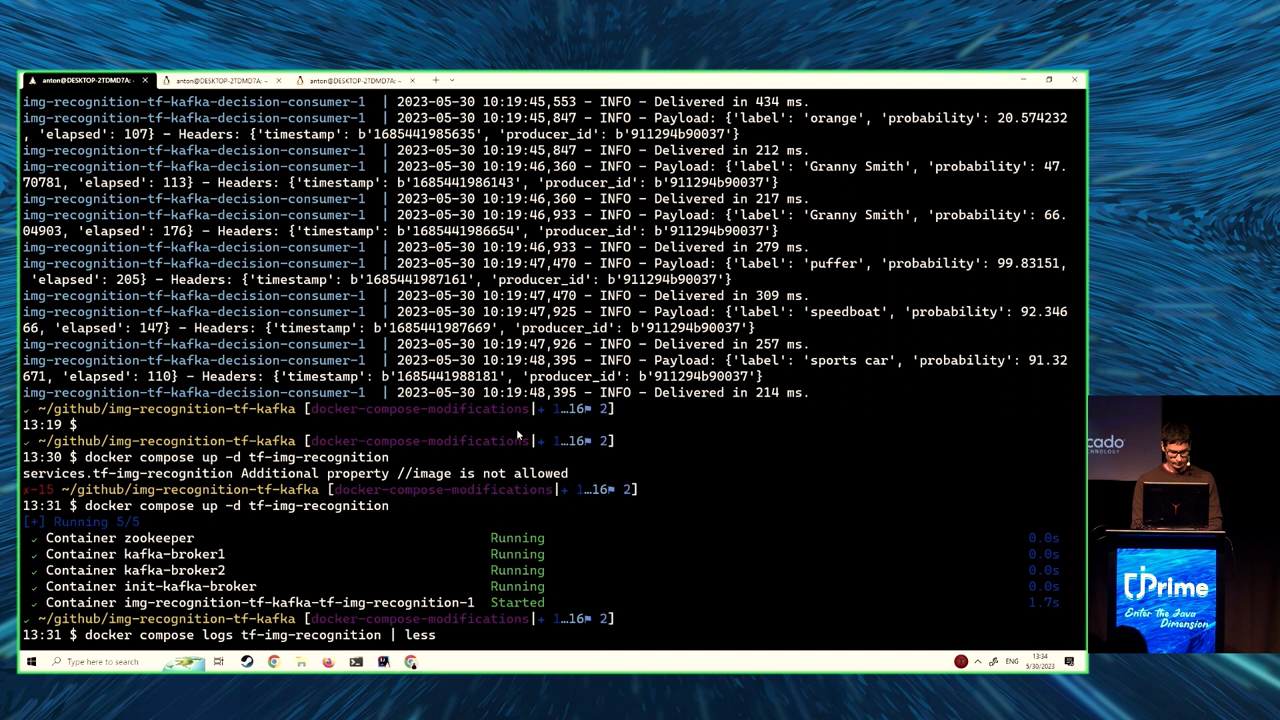 anton@DESKTOP-2TDMD7A: - × anton@DESKTOP-2TDMD7A: ~ × anton@DESKTOP-2TDMD7A: ~ × +
img-recognition-tf-kafka-decision-consumer-1 | 2023-05-30 10:19:45,553 - INFO - Delivered in 434 ms.
img-recognition-tf-kafka-decision-consumer-1 | 2023-05-30 10:19:45,847 - INFO - Payload: {'label': 'orange', 'probability': 20.574232
, 'elapsed': 107} - Headers: {'timestamp': b'1685441985635', 'producer_id': b'911294b90037'}
img-recognition-tf-kafka-decision-consumer-1 | 2023-05-30 10:19:45,847 - INFO - Delivered in 212 ms.
img-recognition-tf-kafka-decision-consumer-1 | 2023-05-30 10:19:46,360 - INFO - Payload: {'label': 'Granny Smith', 'probability': 47.
70781, 'elapsed': 113} - Headers: {'timestamp': b'1685441986143', 'producer_id': b'911294b90037'}
img-recognition-tf-kafka-decision-consumer-1 | 2023-05-30 10:19:46,360 - INFO - Delivered in 217 ms.
img-recognition-tf-kafka-decision-consumer-1 | 2023-05-30 10:19:46,933 - INFO - Payload: {'label': 'Granny Smith', 'probability': 66.
04903, 'elapsed': 176} - Headers: {'timestamp': b'1685441986654', 'producer_id': b'911294b90037'}
img-recognition-tf-kafka-decision-consumer-1 | 2023-05-30 10:19:46,933 - INFO - Delivered in 279 ms.
img-recognition-tf-kafka-decision-consumer-1 | 2023-05-30 10:19:47,470 - INFO - Payload: {'label': 'puffer', 'probability': 99.83151,
'elapsed': 205} - Headers: {'timestamp': b'1685441987161', 'producer_id': b'911294b90037'}
img-recognition-tf-kafka-decision-consumer-1 | 2023-05-30 10:19:47,470 - INFO - Delivered in 309 ms.
img-recognition-tf-kafka-decision-consumer-1 | 2023-05-30 10:19:47,925 - INFO - Payload: {'label': 'speedboat', 'probability': 92.346
66, 'elapsed': 147} - Headers: {'timestamp': b'1685441987669', 'producer_id': b'911294b90037'}
img-recognition-tf-kafka-decision-consumer-1 | 2023-05-30 10:19:47,926 - INFO - Delivered in 257 ms.
img-recognition-tf-kafka-decision-consumer-1 | 2023-05-30 10:19:48,395 - INFO - Payload: {'label': 'sports car', 'probability': 91.32
671, 'elapsed': 110} - Headers: {'timestamp': b'1685441988181', 'producer_id': b'911294b90037'}
img-recognition-tf-kafka-decision-consumer-1 | 2023-05-30 10:19:48,395 - INFO - Delivered in 214 ms.
✓ ~/github/img-recognition-tf-kafka [docker-compose-modifications|+ 1…16⚑ 2]
13:19 $
✓ ~/github/img-recognition-tf-kafka [docker-compose-modifications|+ 1…16⚑ 2]
13:30 $ docker compose up -d tf-img-recognition
services.tf-img-recognition Additional property //image is not allowed
✗-15 ~/github/img-recognition-tf-kafka [docker-compose-modifications|+ 1…16⚑ 2]
13:31 $ docker compose up -d tf-img-recognition
[+] Running 5/5
✓ Container zookeeper Running 0.0s
✓ Container kafka-broker1 Running 0.0s
✓ Container kafka-broker2 Running 0.0s
✓ Container init-kafka-broker Running 0.0s
✓ Container img-recognition-tf-kafka-tf-img-recognition-1 Started 1.7s
✓ ~/github/img-recognition-tf-kafka [docker-compose-modifications|+ 1…16⚑ 2]
13:31 $ docker compose logs tf-img-recognition | less
Type here to search
ENG
13:34
5/30/2023
cado
CHNOLOGY
jPrime
Enter the Java
Dimension